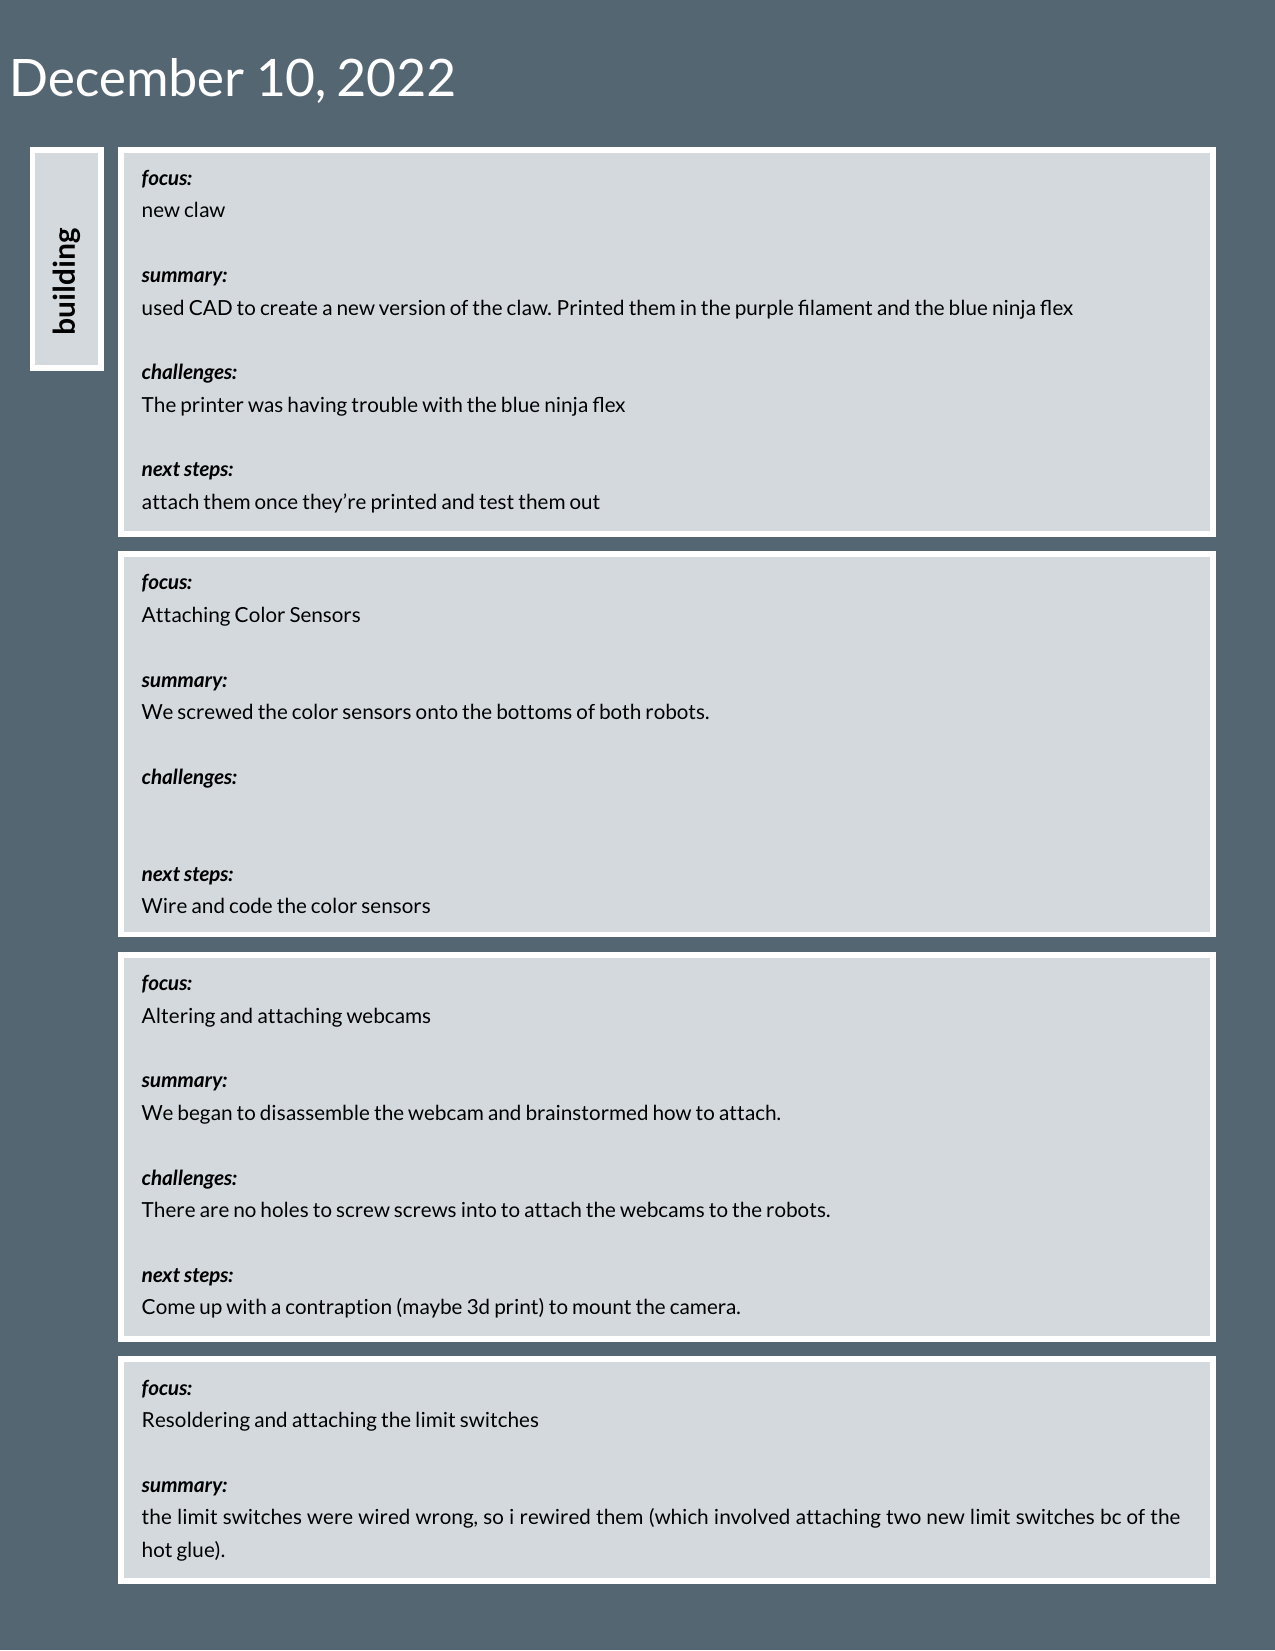 December 10, 2022
building
focus:
new claw
summary:
used CAD to create a new version of the claw. Printed them in the purple filament and the blue ninja flex
challenges:
The printer was having trouble with the blue ninja flex
next steps:
attach them once they’re printed and test them out
focus:
Attaching Color Sensors
summary:
We screwed the color sensors onto the bottoms of both robots.
challenges:
next steps:
Wire and code the color sensors
focus:
Altering and attaching webcams
summary:
We began to disassemble the webcam and brainstormed how to attach.
challenges:
There are no holes to screw screws into to attach the webcams to the robots.
next steps:
Come up with a contraption (maybe 3d print) to mount the camera.
focus:
Resoldering and attaching the limit switches
summary:
the limit switches were wired wrong, so i rewired them (which involved attaching two new limit switches bc of the
hot glue).